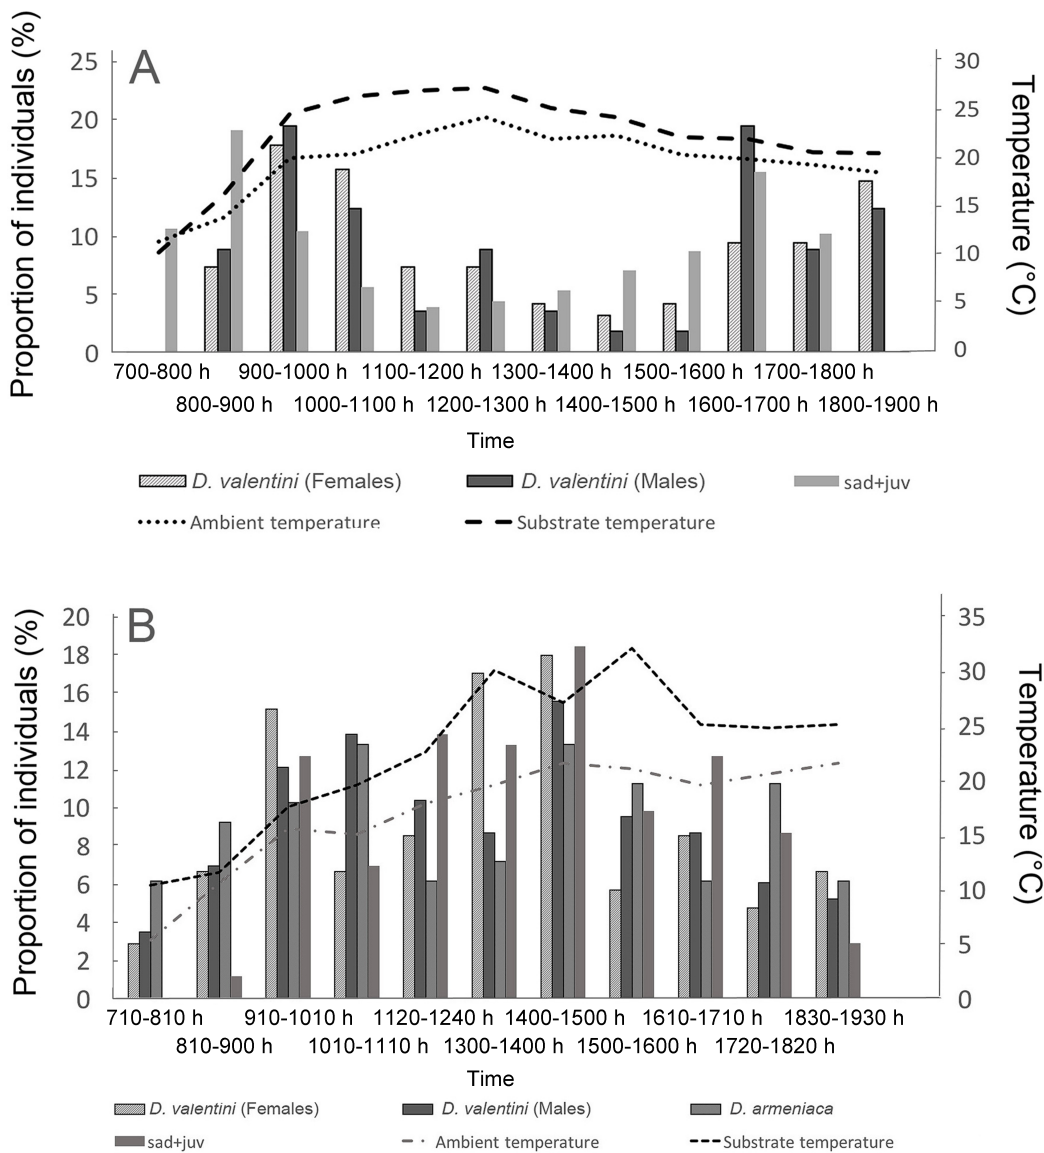 A
Proportion of individuals (%)
25
20
15
10
5
0
30
25
20
15
10
5
0
Temperature (°C)
700-800 h 900-1000 h 1100-1200 h 1300-1400 h 1500-1600 h 1700-1800 h
800-900 h 1000-1100 h 1200-1300 h 1400-1500 h 1600-1700 h 1800-1900 h
Time
D. valentini (Females) D. valentini (Males) sad+juv
Ambient temperature Substrate temperature
B
Proportion of individuals (%)
20
18
16
14
12
10
8
6
4
2
0
35
30
25
20
15
10
5
0
Temperature (°C)
710-810 h 910-1010 h 1120-1240 h 1400-1500 h 1610-1710 h 1830-1930 h
810-900 h 1010-1110 h 1300-1400 h 1500-1600 h 1720-1820 h
Time
D. valentini (Females) D. valentini (Males) D. armeniaca
sad+juv Ambient temperature Substrate temperature